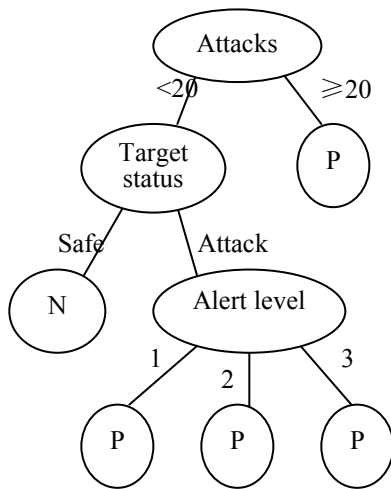 Attacks
<20
≥20
Target
status
P
Safe
Attack
N
Alert level
1
2
3
P
P
P